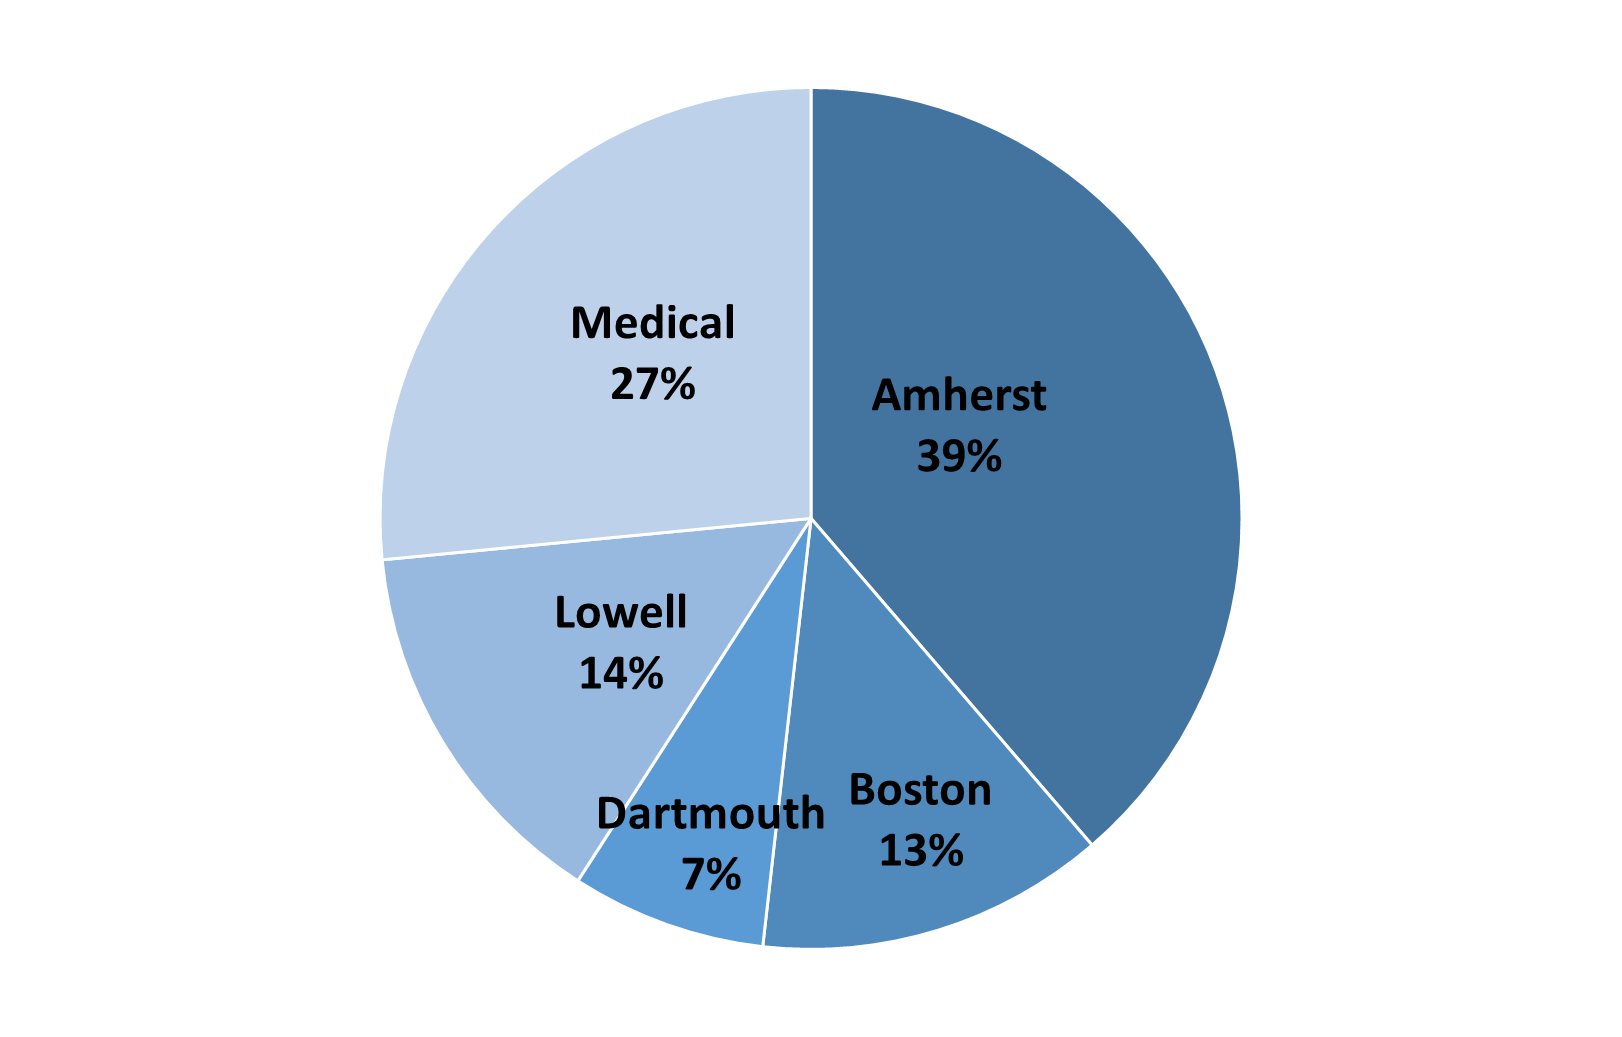 Medical
27%
Amherst
39%
Lowell
14%
Dartmouth
7%
Boston
13%